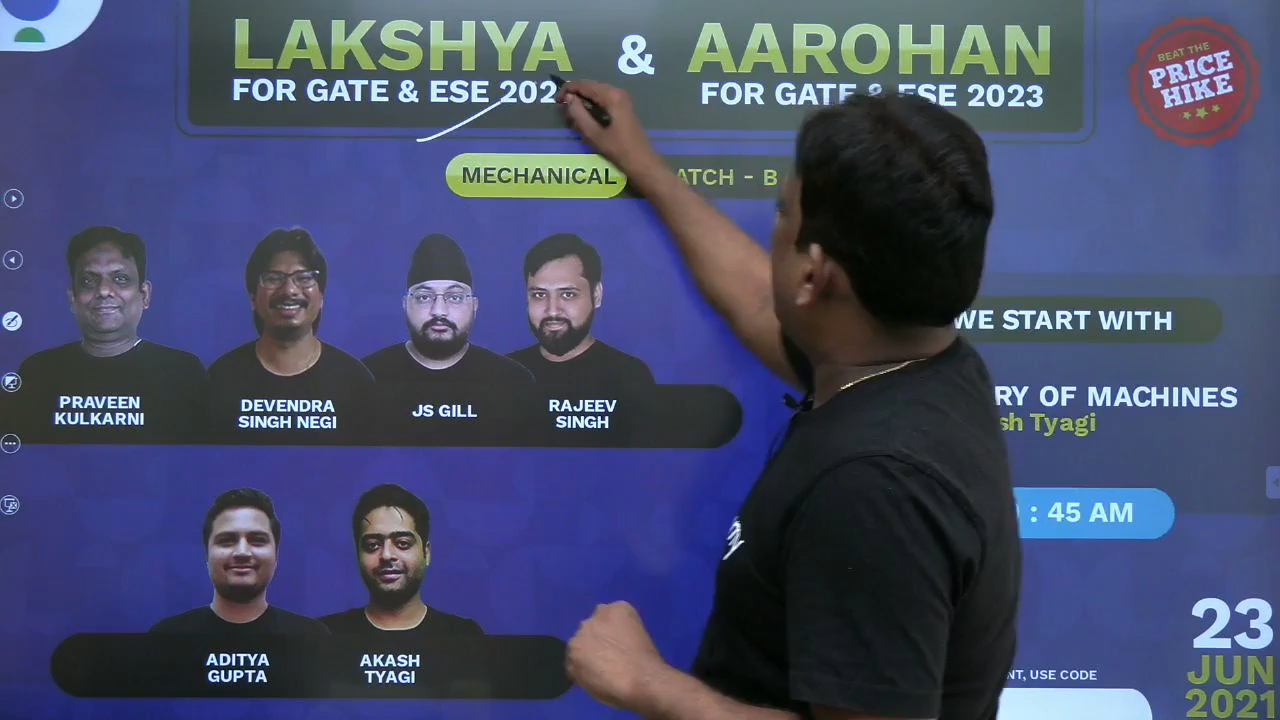 LAKSHYA & AAROHAN
FOR GATE & ESE 202
FOR GATE & ESE 2023
BEAT THE
PRICE
HIKE
MECHANICAL
ATCH - B
WE START WITH
RY OF MACHINES
sh Tyagi
: 45 AM
PRAVEEN
KULKARNI
DEVENDRA
SINGH NEGI
JS GILL
RAJEEV
SINGH
ADITYA
GUPTA
AKASH
TYAGI
23
JUN
2021
NT, USE CODE